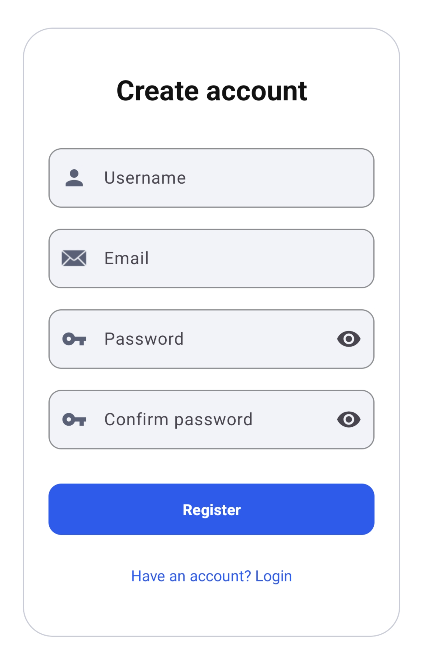 Create account
Username
Email
Password
Confirm password
Register
Have an account? Login